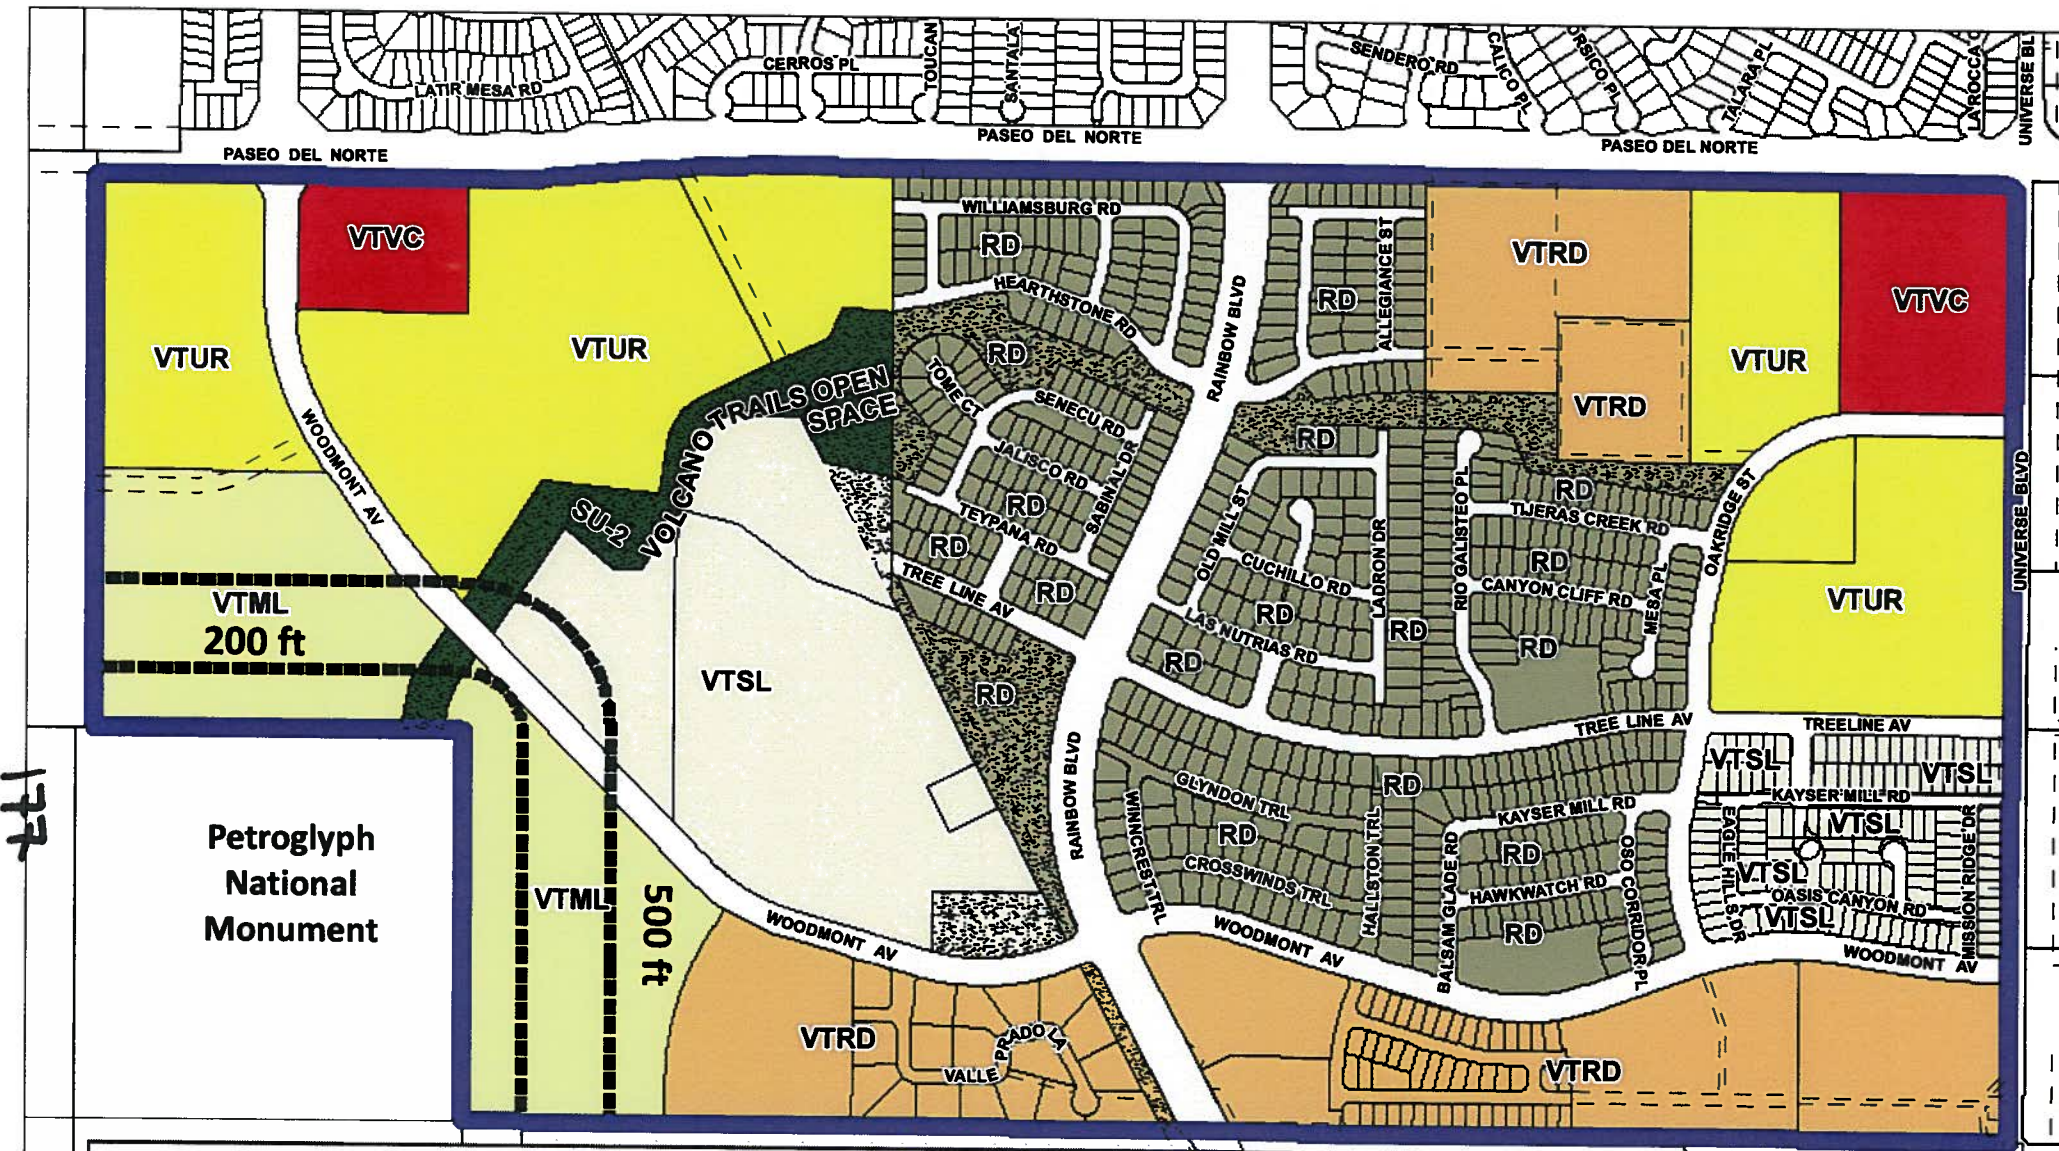 LATIR MESA RD
CERROS PL
TOUCAN
SANTALA
SENDERO RD
CALICO PL
ORSICO PL
TALARA PL
LAROCCA
UNIVERSE BL
PASEO DEL NORTE
PASEO DEL NORTE
PASEO DEL NORTE
VTVC
VTUR
VTUR
WOODMONT AV
VOLCANO TRAILS OPEN
SPACE
SU-2
WILLIAMSBURG RD
RD
HEARTHSTONE RD
RD
TOME CT
SENECU RD
JALISCO RD
SABINAL DR
RD
TEYPANA RD
RD
RD
TREE LINE AV
RAINBOW BLVD
RD
ALLEGIANCE ST
VTRD
VTRD
VTUR
VTVC
RD
OLD MILL ST
CUCHILLO RD
RD
LADRON DR
LAS NUTRIAS RD
RD
RD
RIO GALISTEO PL
RD
TIJERAS CREEK RD
RD
CANYON CLIFF RD
MESA PL
RD
OAKRIDGE ST
VTUR
UNIVERSE BLVD
VTML
200 ft
VTSL
RD
RAINBOW BLVD
TREE LINE AV
TREELINE AV
VTSL
VTSL
KAYSER MILL RD
VTSL
VTSL
OASIS CANYON RD
VTSL
EAGLE HILLS DR
MISSION RIDGE DR
WOODMONT AV
GLYNDON TRL
RD
RD
CROSSWINDS TRL
WINNCREST TRL
HALLSTON TRL
BALSAM GLADE RD
KAYSER MILL RD
RD
HAWKWATCH RD
RD
OSO CORRIDOR PL
WOODMONT AV
177
Petroglyph
National
Monument
VTML
500 ft
WOODMONT AV
VTRD
VALLE
PRADO LA
VTRD